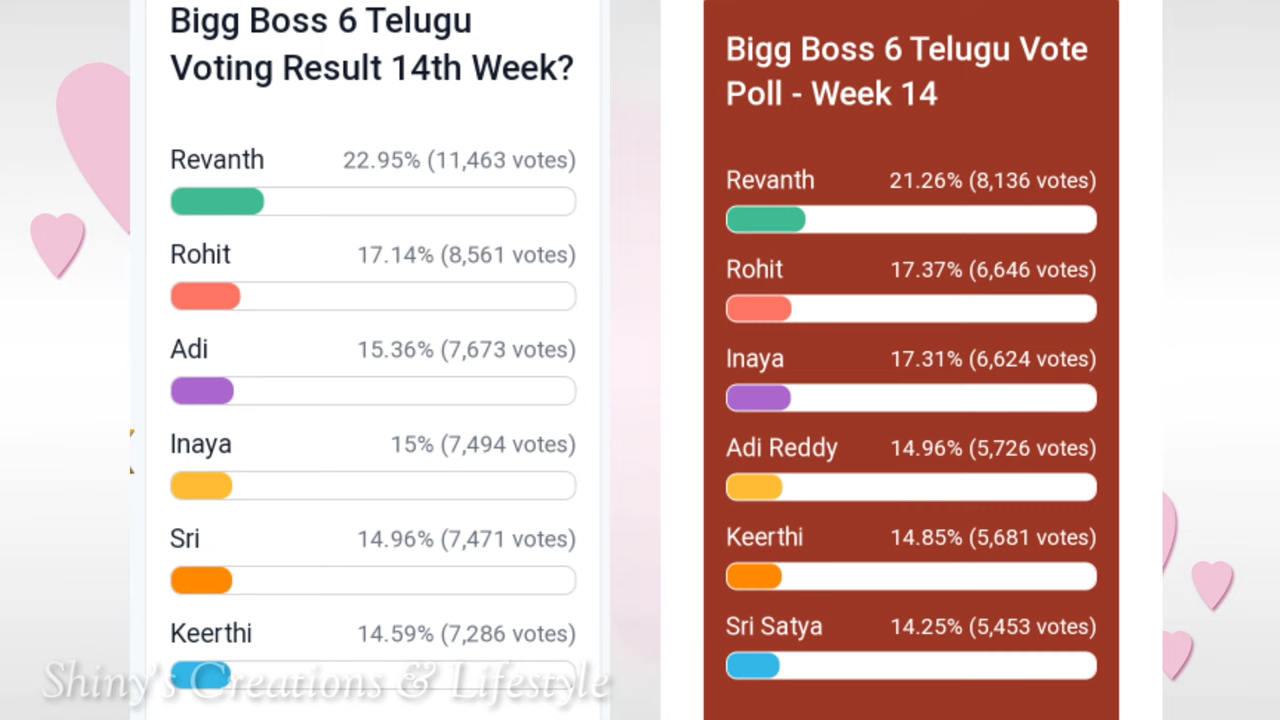 Bigg Boss 6 Telugu
Voting Result 14th Week?
Revanth 22.95% (11,463 votes)
Rohit 17.14% (8,561 votes)
Adi 15.36% (7,673 votes)
Inaya 15% (7,494 votes)
Sri 14.96% (7,471 votes)
Keerthi 14.59% (7,286 votes)
Shiny's Creations & Lifestyle
Bigg Boss 6 Telugu Vote
Poll - Week 14
Revanth 21.26% (8,136 votes)
Rohit 17.37% (6,646 votes)
Inaya 17.31% (6,624 votes)
Adi Reddy 14.96% (5,726 votes)
Keerthi 14.85% (5,681 votes)
Sri Satya 14.25% (5,453 votes)